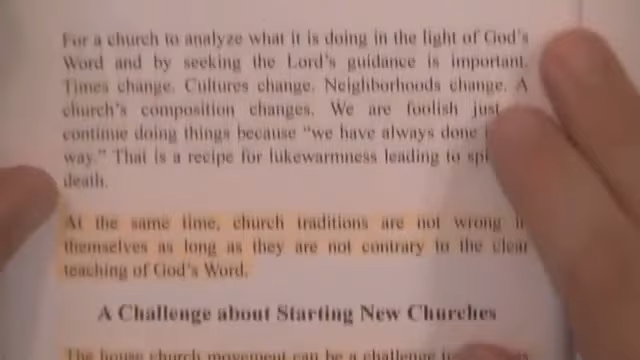 For a church to analyze what it is doing in the light of God's
Word and by seeking the Lord's guidance is important.
Times change. Cultures change. Neighborhoods change. A
church's composition changes. We are foolish just
continue doing things because "we have always done
way." That is a recipe for lukewarmness leading to
death.
At the same time, church traditions are not wrong
themselves as long as they are not contrary to the clear
teaching of God's Word.
A Challenge about Starting New Churches
The house church movement can be a challenge